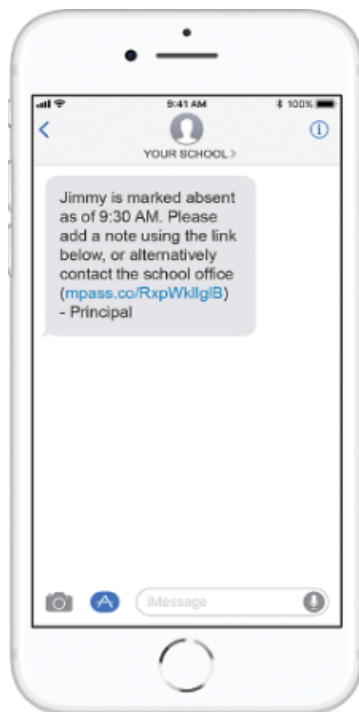 9:41 AM
100%
YOUR SCHOOL >
Jimmy is marked absent
as of 9:30 AM. Please
add a note using the link
below, or alternatively
contact the school office
(mpass.co/RxpWkllglB)
- Principal
iMessage